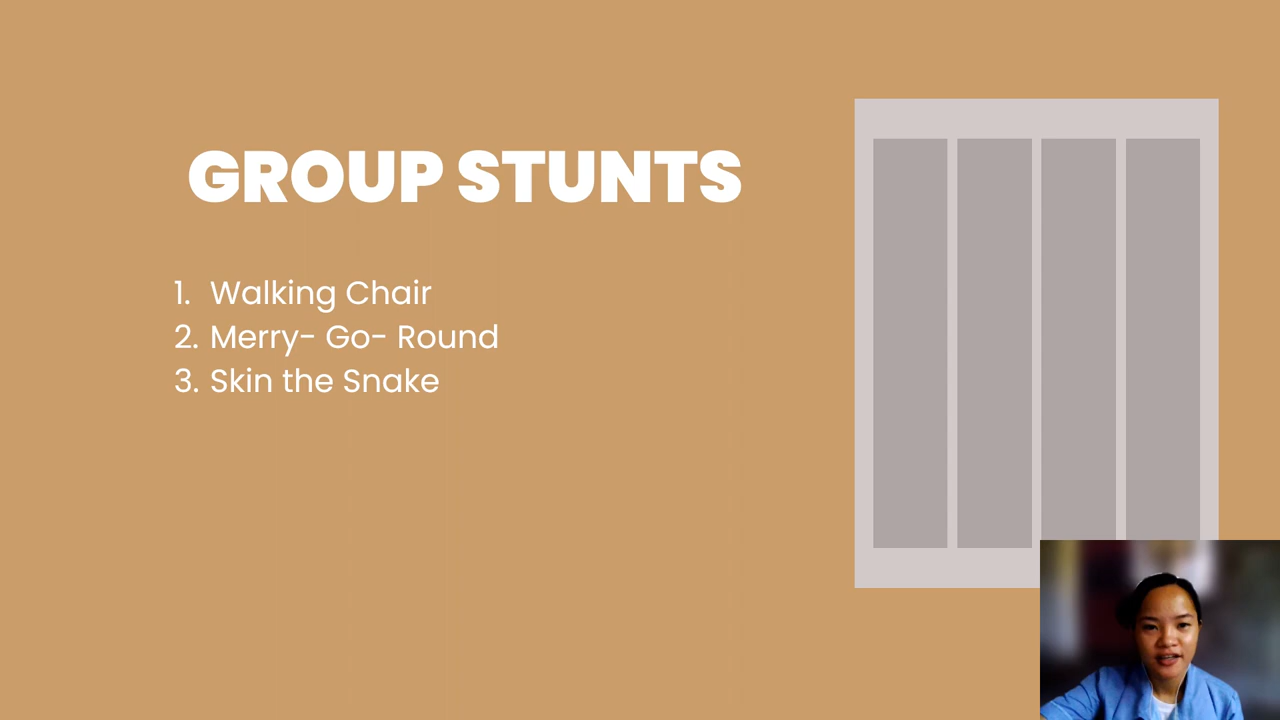 GROUP STUNTS
1. Walking Chair
2. Merry- Go- Round
3. Skin the Snake